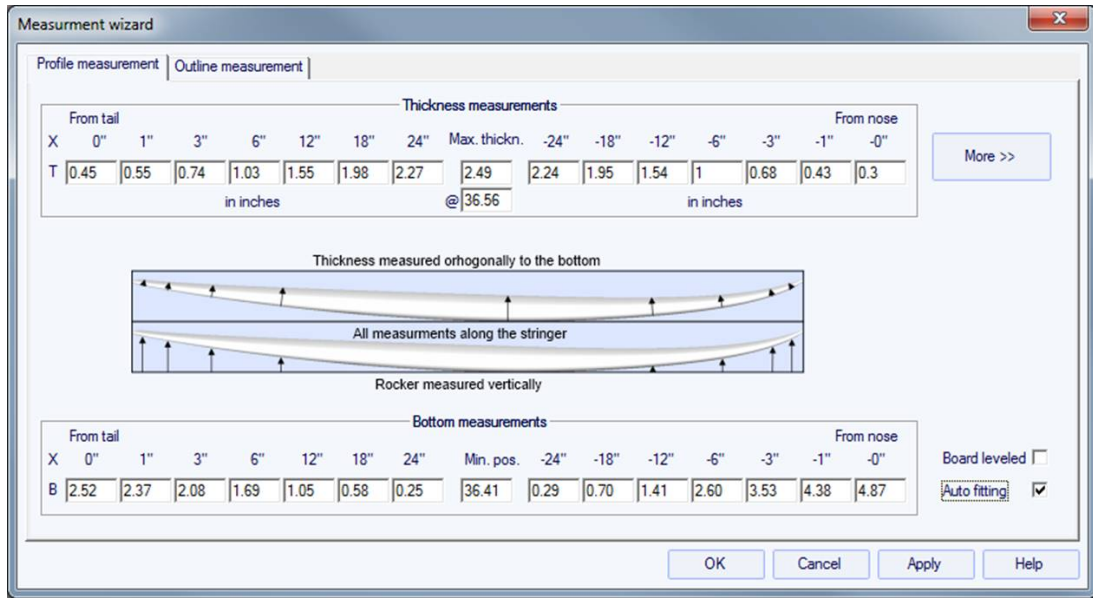 Measurment wizard
Profile measurement Outline measurement
Thickness measurements
From tail From nose
X 0" 1" 3" 6" 12" 18" 24" Max. thickn. -24" -18" -12" -6" -3" -1" -0"
More >>
T 0.45 0.55 0.74 1.03 1.55 1.98 2.27 2.49 2.24 1.95 1.54 1 0.68 0.43 0.3
in inches @ 36.56 in inches
Thickness measured orhogonally to the bottom
All measurments along the stringer
Rocker measured vertically
Bottom measurements
From tail From nose
X 0" 1" 3" 6" 12" 18" 24" Min. pos. -24" -18" -12" -6" -3" -1" -0" Board leveled
B 2.52 2.37 2.08 1.69 1.05 0.58 0.25 36.41 0.29 0.70 1.41 2.60 3.53 4.38 4.87 Auto fitting
OK Cancel Apply Help